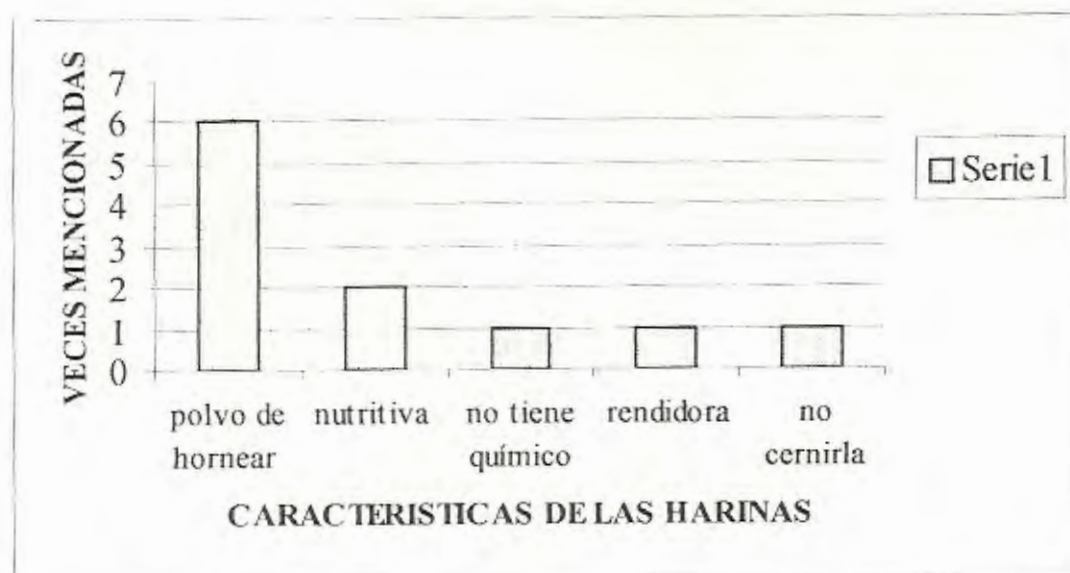 VECES MENCIONADAS
7
6
5
4
3
2
1
0
polvo de
hornear
nutritiva
no tiene
químico
rendidora
no
cernirla
CARACTERISTICAS DE LAS HARINAS
Serie1